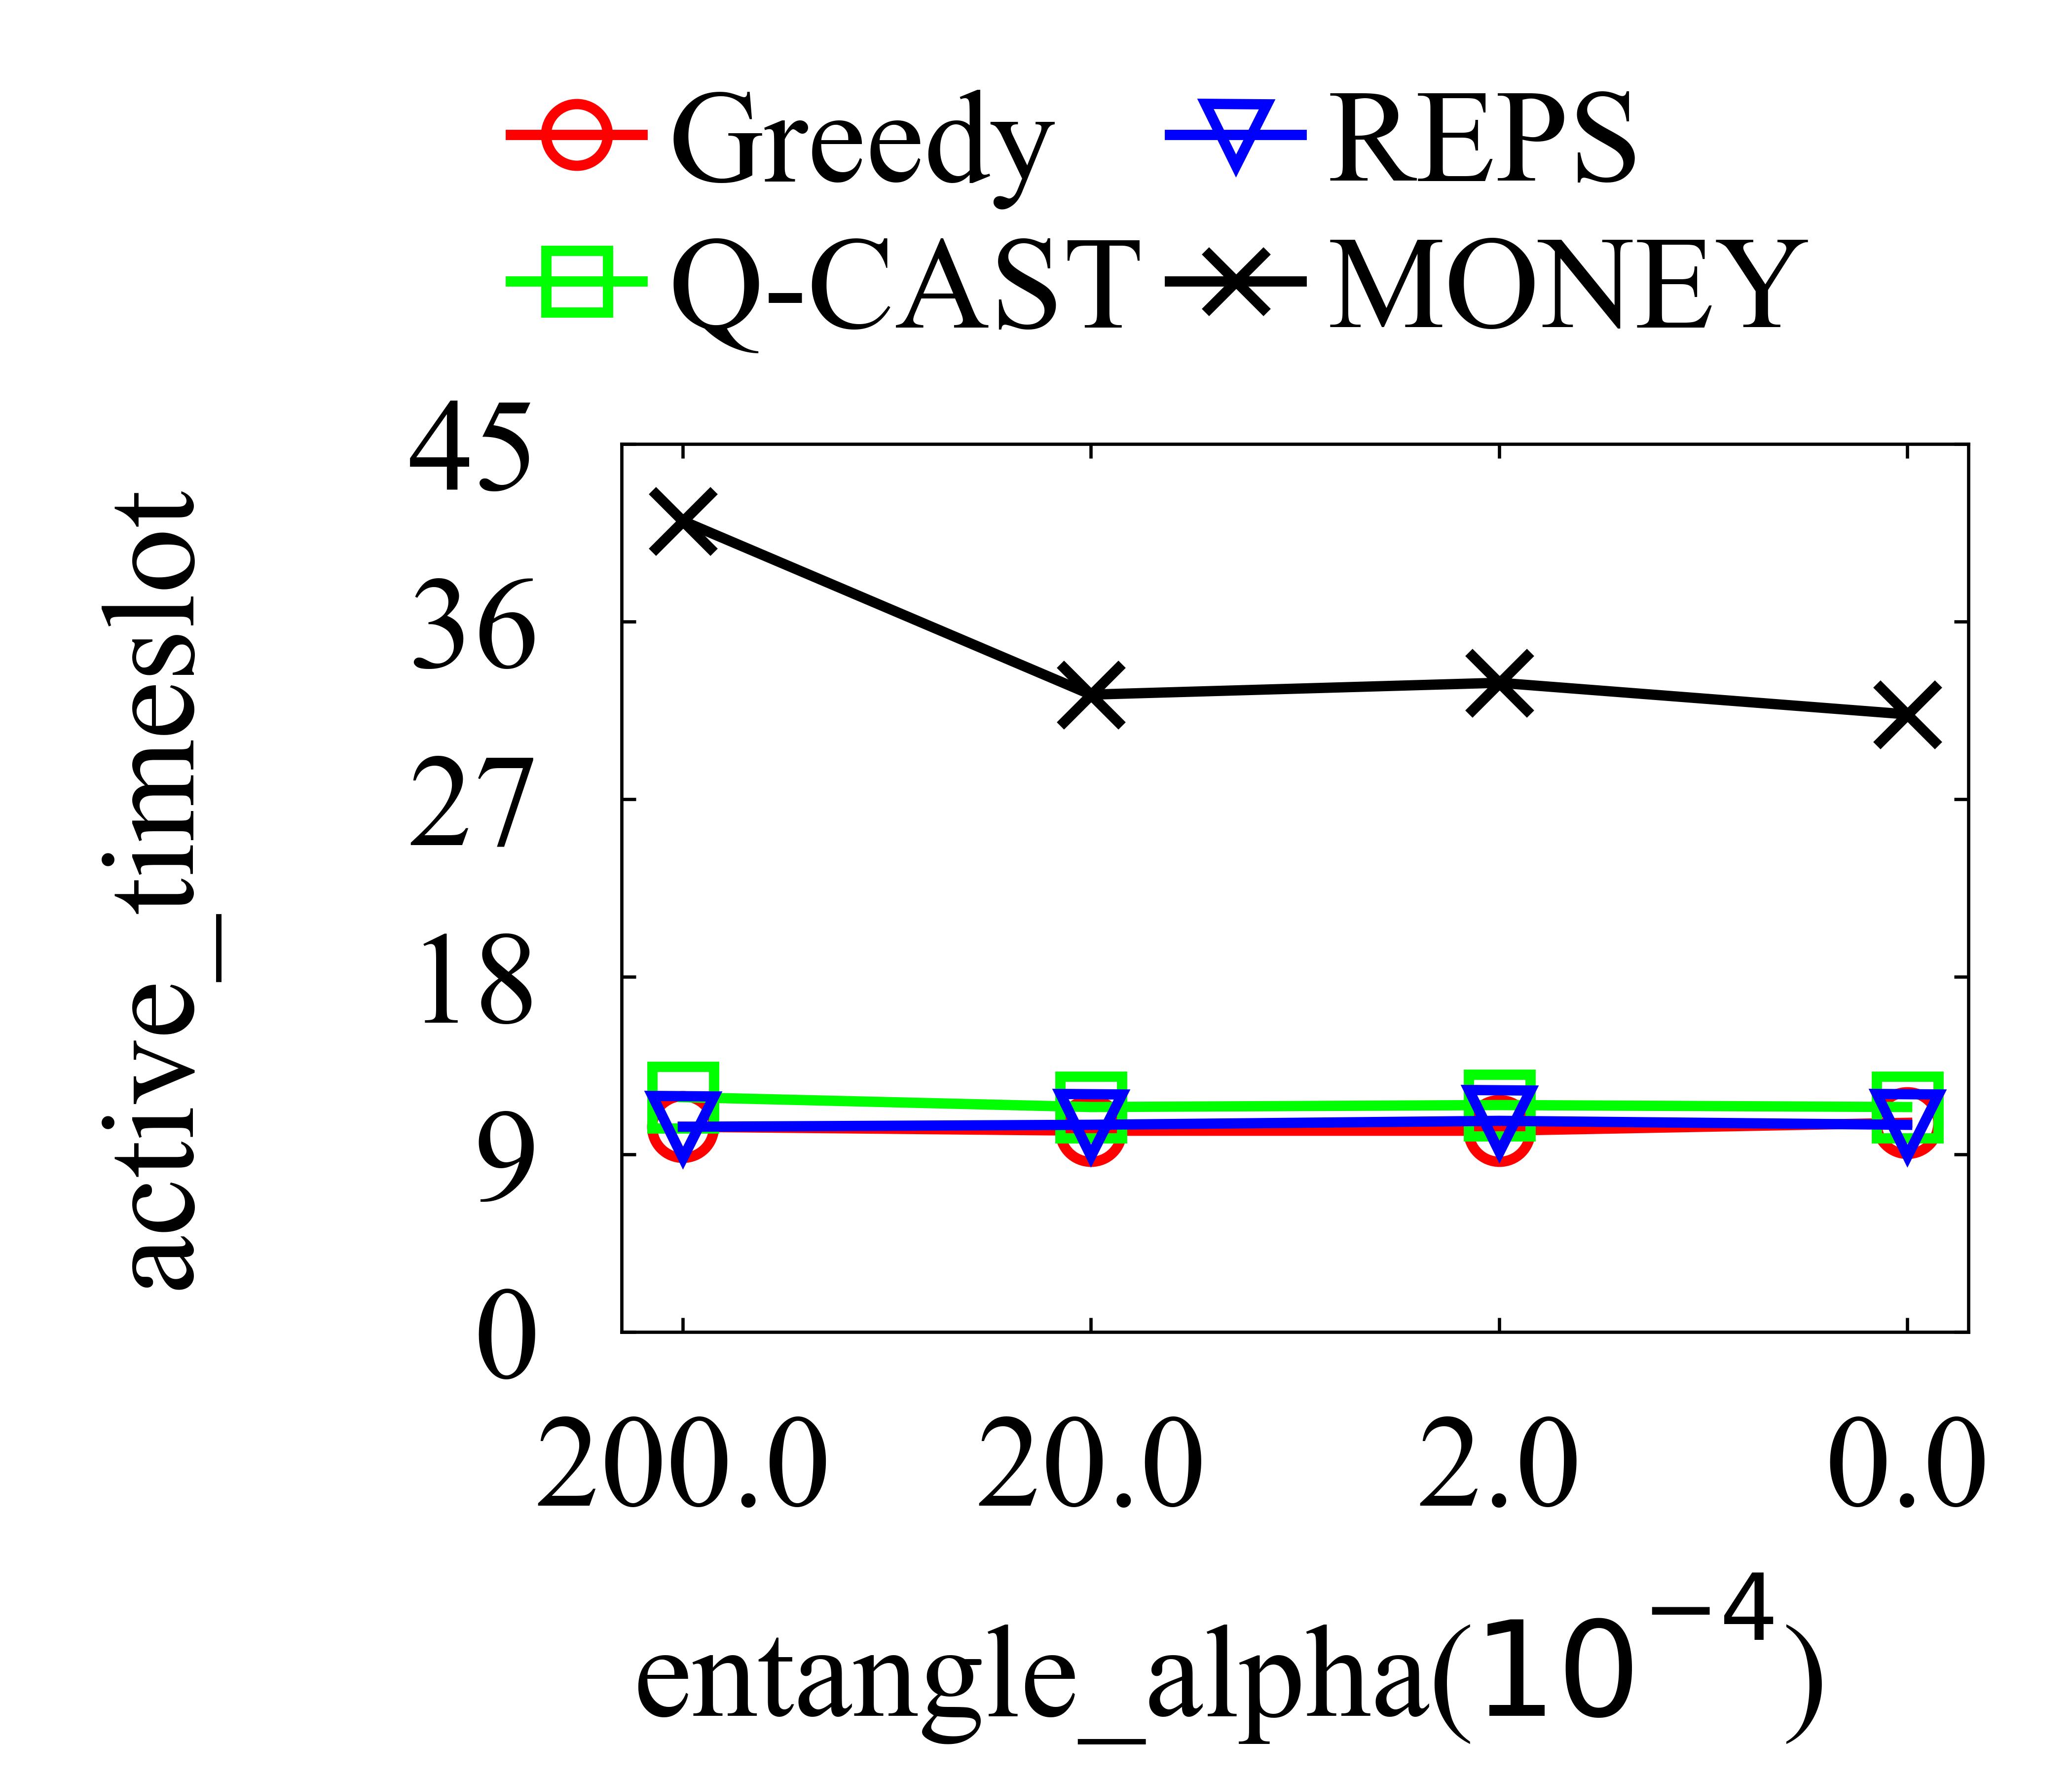 Greedy REPS
Q-CAST MONEY
45
36
27
18
9
0
active_timeslot
200.0 20.0 2.0 0.0
entangle_alpha(10⁻⁴)